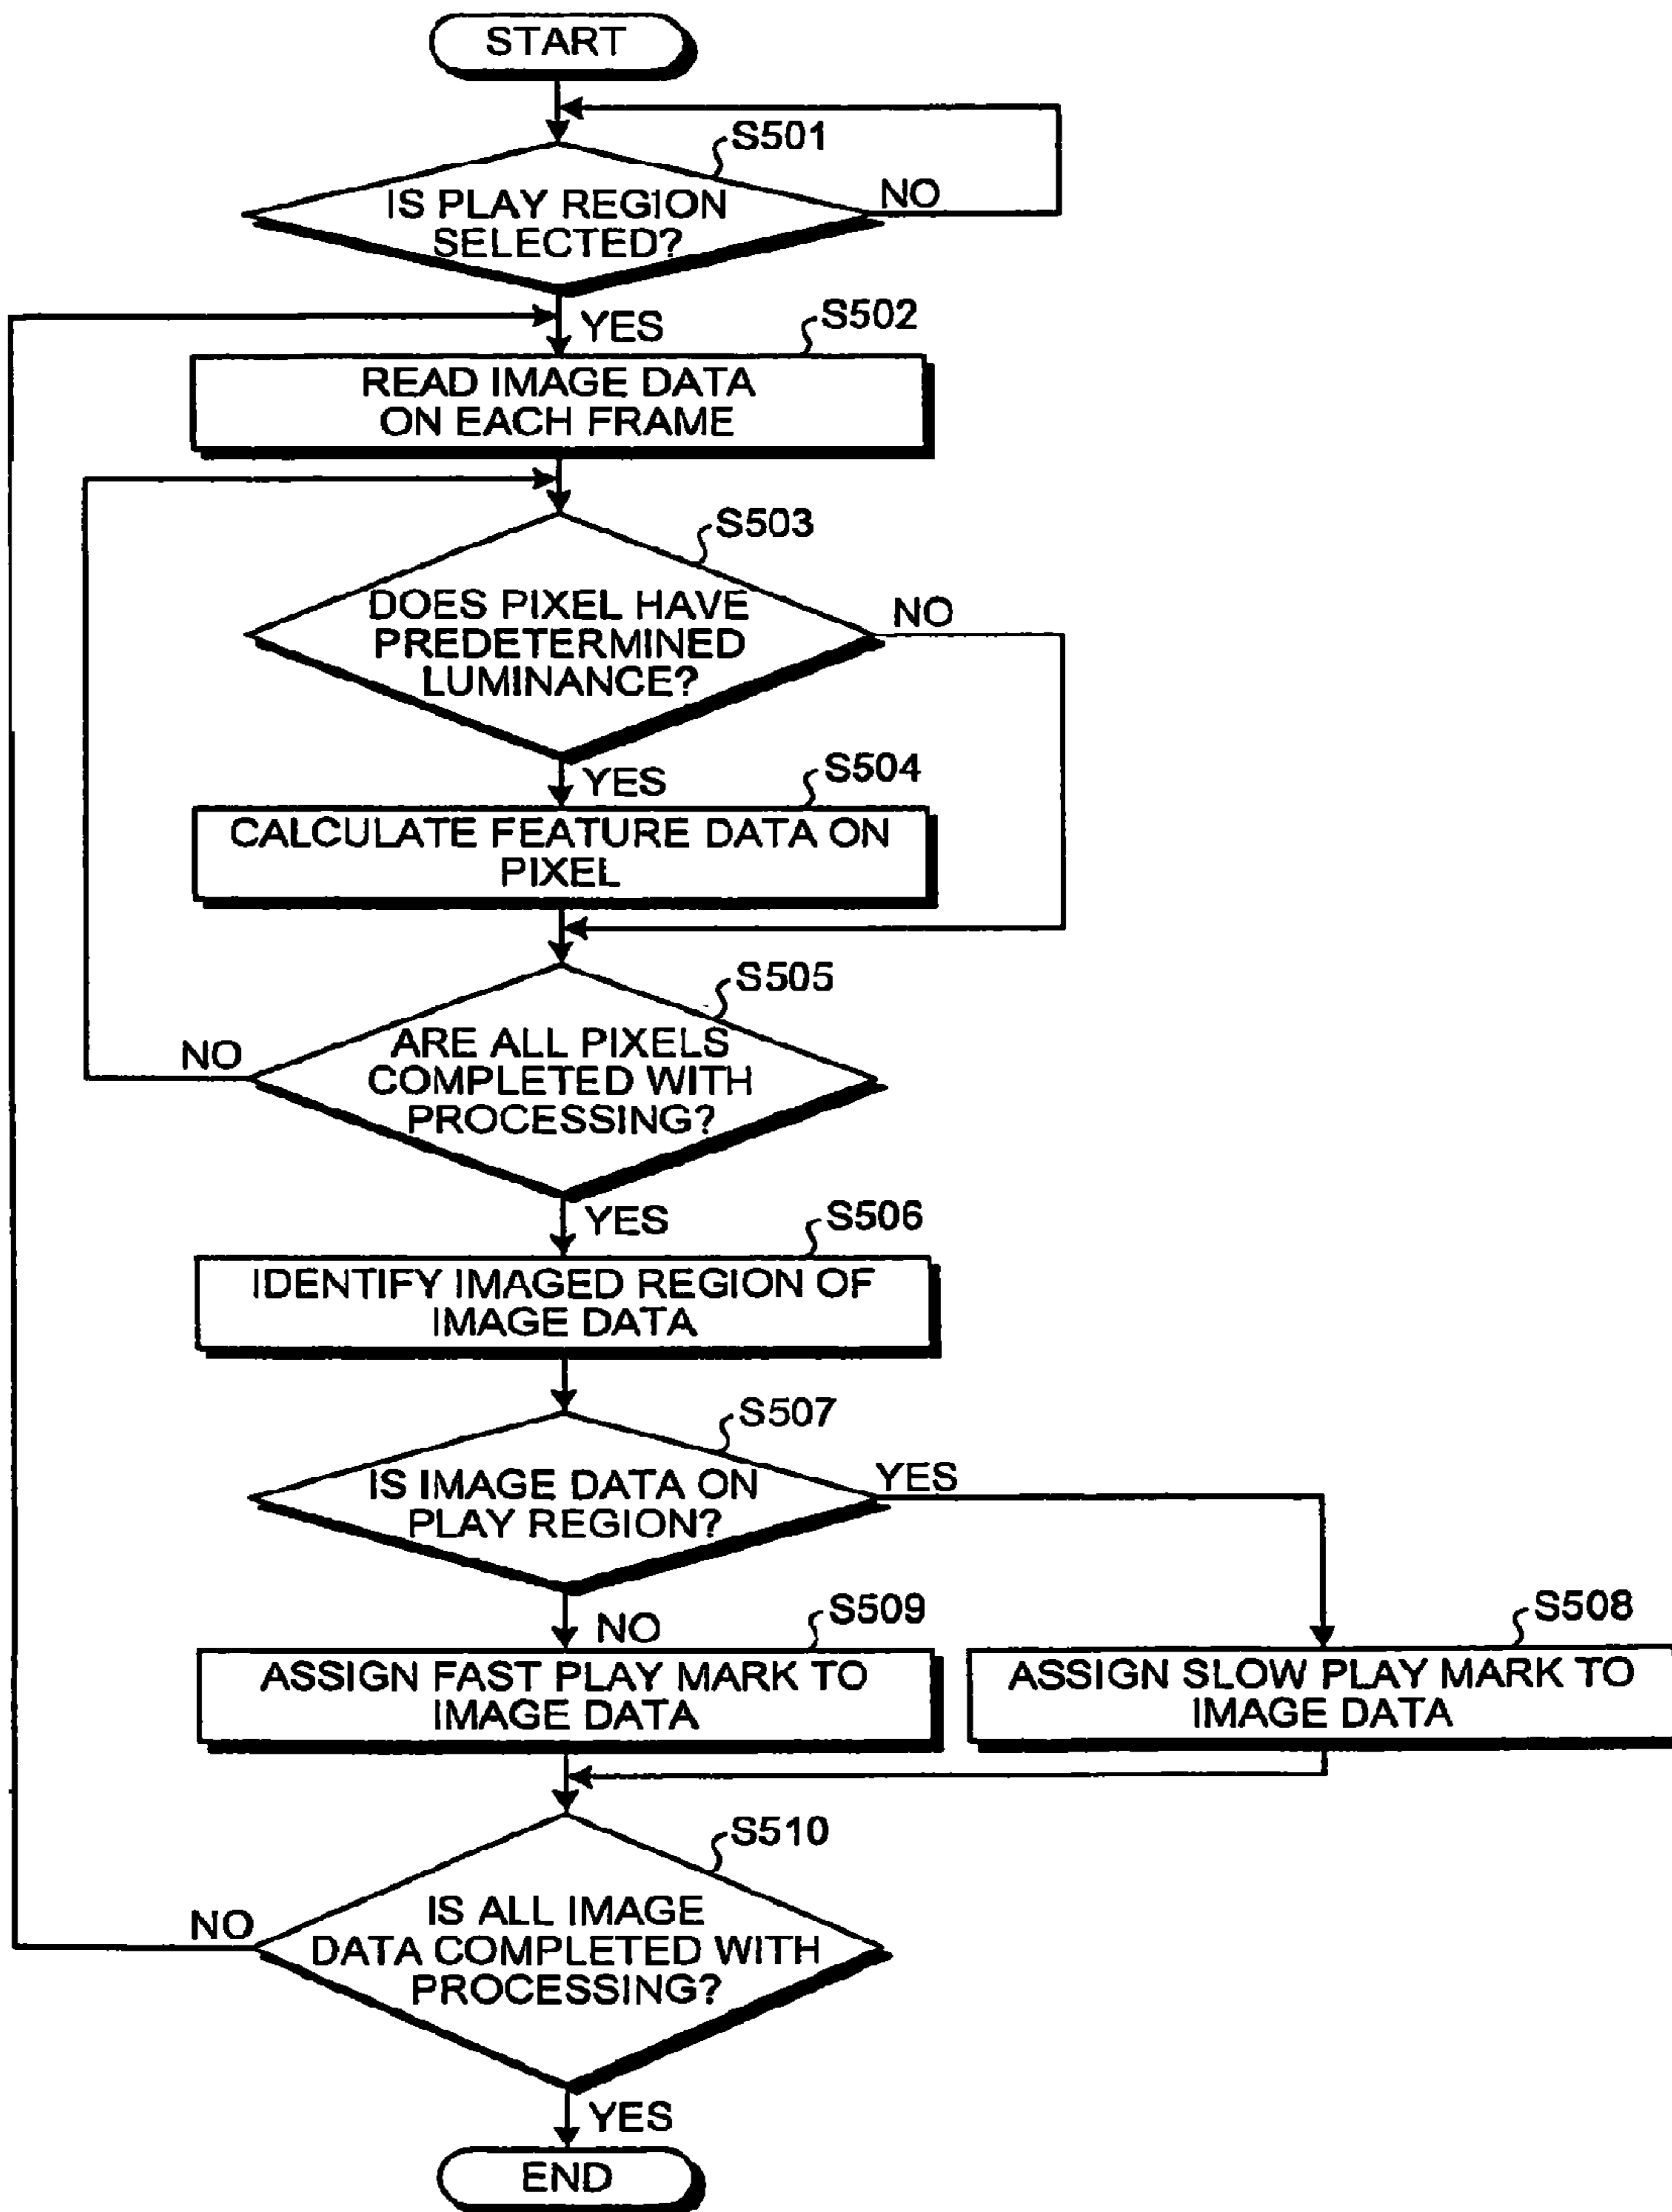 START
S501
IS PLAY REGION
SELECTED?
NO
YES
S502
READ IMAGE DATA
ON EACH FRAME
S503
DOES PIXEL HAVE
PREDETERMINED
LUMINANCE?
NO
YES
S504
CALCULATE FEATURE DATA ON
PIXEL
S505
ARE ALL PIXELS
COMPLETED WITH
PROCESSING?
NO
YES
S506
IDENTIFY IMAGED REGION OF
IMAGE DATA
S507
IS IMAGE DATA ON
PLAY REGION?
YES
NO
S509
ASSIGN FAST PLAY MARK TO
IMAGE DATA
S508
ASSIGN SLOW PLAY MARK TO
IMAGE DATA
S510
IS ALL IMAGE
DATA COMPLETED WITH
PROCESSING?
NO
YES
END